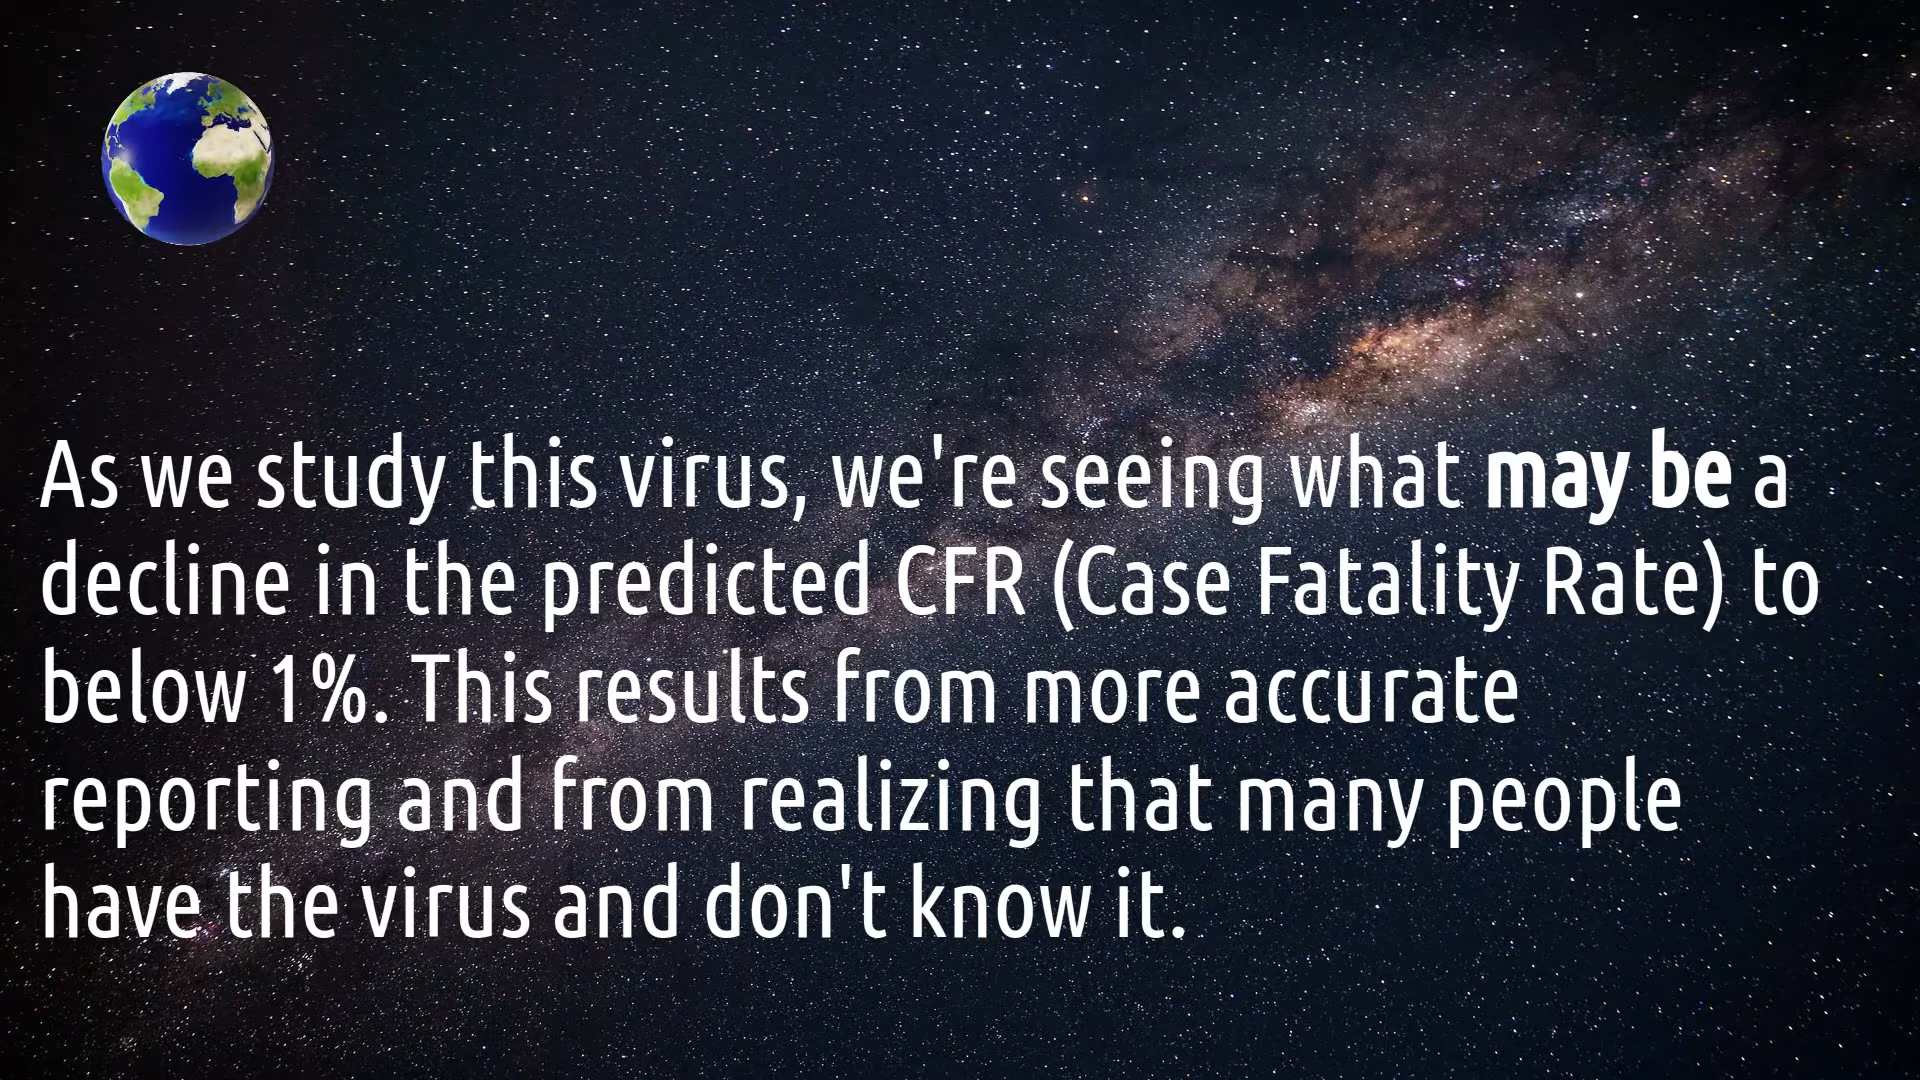 As we study this virus, we're seeing what may be a
decline in the predicted CFR (Case Fatality Rate) to
below 1%. This results from more accurate
reporting and from realizing that many people
have the virus and don't know it.